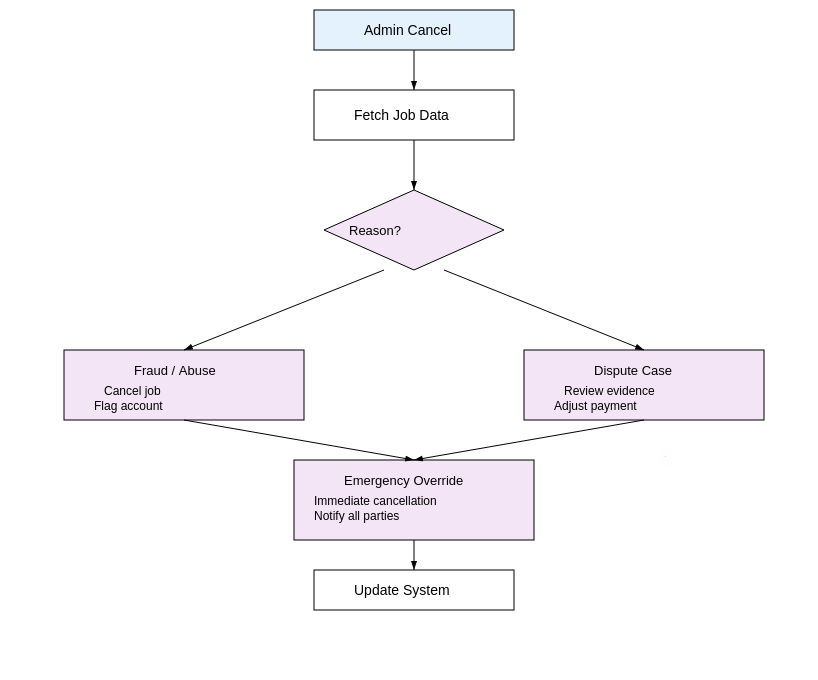 Admin Cancel
Fetch Job Data
Reason?
Fraud / Abuse
Cancel job
Flag account
Dispute Case
Review evidence
Adjust payment
Emergency Override
Immediate cancellation
Notify all parties
Update System